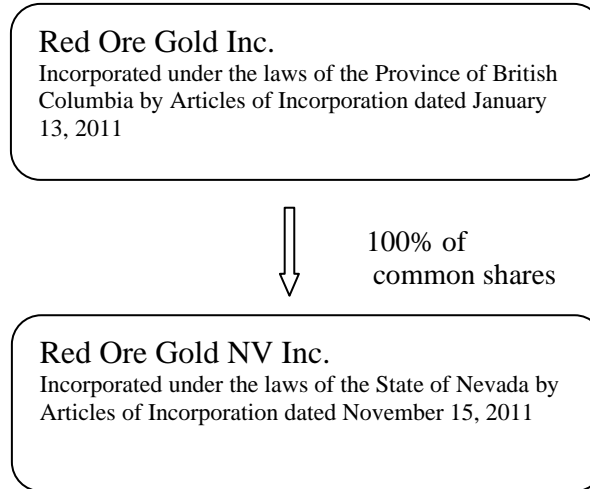 Red Ore Gold Inc.
Incorporated under the laws of the Province of British
Columbia by Articles of Incorporation dated January
13, 2011
100% of
common shares
Red Ore Gold NV Inc.
Incorporated under the laws of the State of Nevada by
Articles of Incorporation dated November 15, 2011